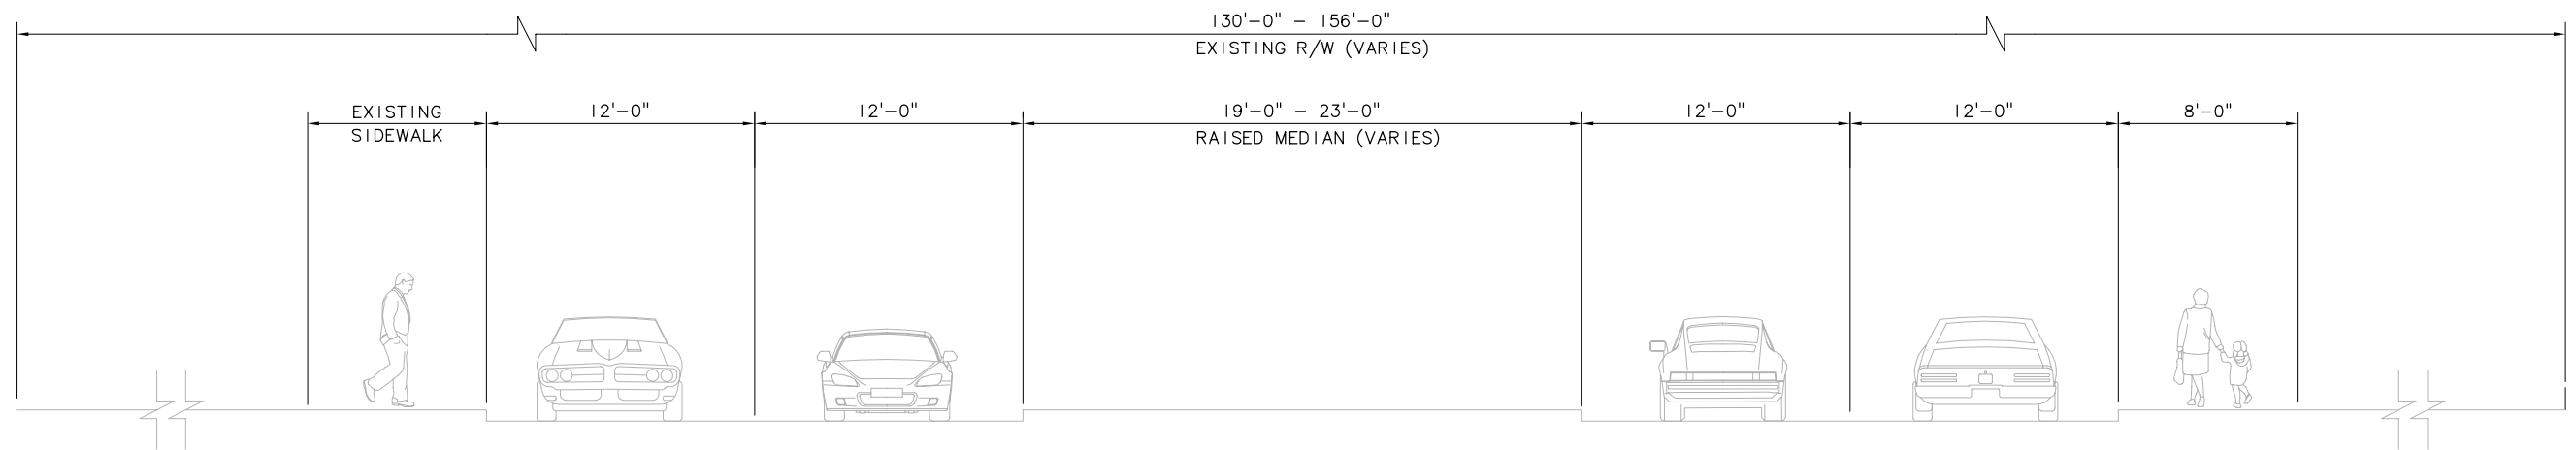 130'-0" - 156'-0"
EXISTING R/W (VARIES)
EXISTING
SIDEWALK
12'-0"
12'-0"
19'-0" - 23'-0"
RAISED MEDIAN (VARIES)
12'-0"
12'-0"
8'-0"